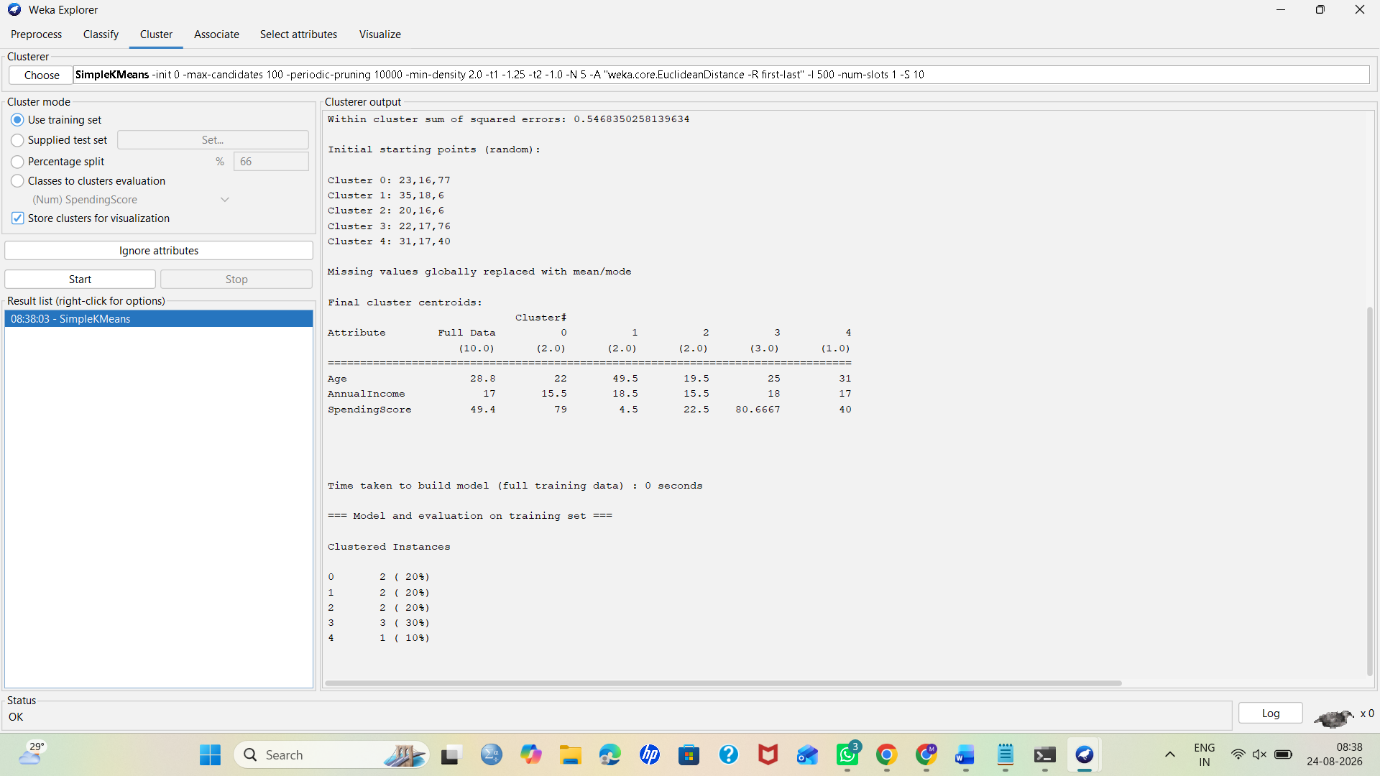 Weka Explorer
Preprocess Classify Cluster Associate Select attributes Visualize
Clusterer
Choose SimpleKMeans -init 0 -max-candidates 100 -periodic-pruning 10000 -min-density 2.0 -t1 -1.25 -t2 -1.0 -N 5 -A "weka.core.EuclideanDistance -R first-last" -I 500 -num-slots 1 -S 10
Cluster mode
Use training set
Supplied test set Set...
Percentage split % 66
Classes to clusters evaluation
(Num) SpendingScore
Store clusters for visualization
Ignore attributes
Start Stop
Result list (right-click for options)
08:38:03 - SimpleKMeans
Clusterer output
Within cluster sum of squared errors: 0.5468350258139634
Initial starting points (random):
Cluster 0: 23,16,77
Cluster 1: 35,18,6
Cluster 2: 20,16,6
Cluster 3: 22,17,76
Cluster 4: 31,17,40
Missing values globally replaced with mean/mode
Final cluster centroids:
Cluster#
Attribute Full Data 0 1 2 3 4
(10.0) (2.0) (2.0) (2.0) (3.0) (1.0)
==================================================================================
Age 28.8 22 49.5 19.5 25 31
AnnualIncome 17 15.5 18.5 15.5 18 17
SpendingScore 49.4 79 4.5 22.5 80.6667 40
Time taken to build model (full training data) : 0 seconds
=== Model and evaluation on training set ===
Clustered Instances
0 2 ( 20%)
1 2 ( 20%)
2 2 ( 20%)
3 3 ( 30%)
4 1 ( 10%)
Status
OK
Log x 0
29°
Search
hp
3
M
W
ENG
IN
08:38
24-08-2026